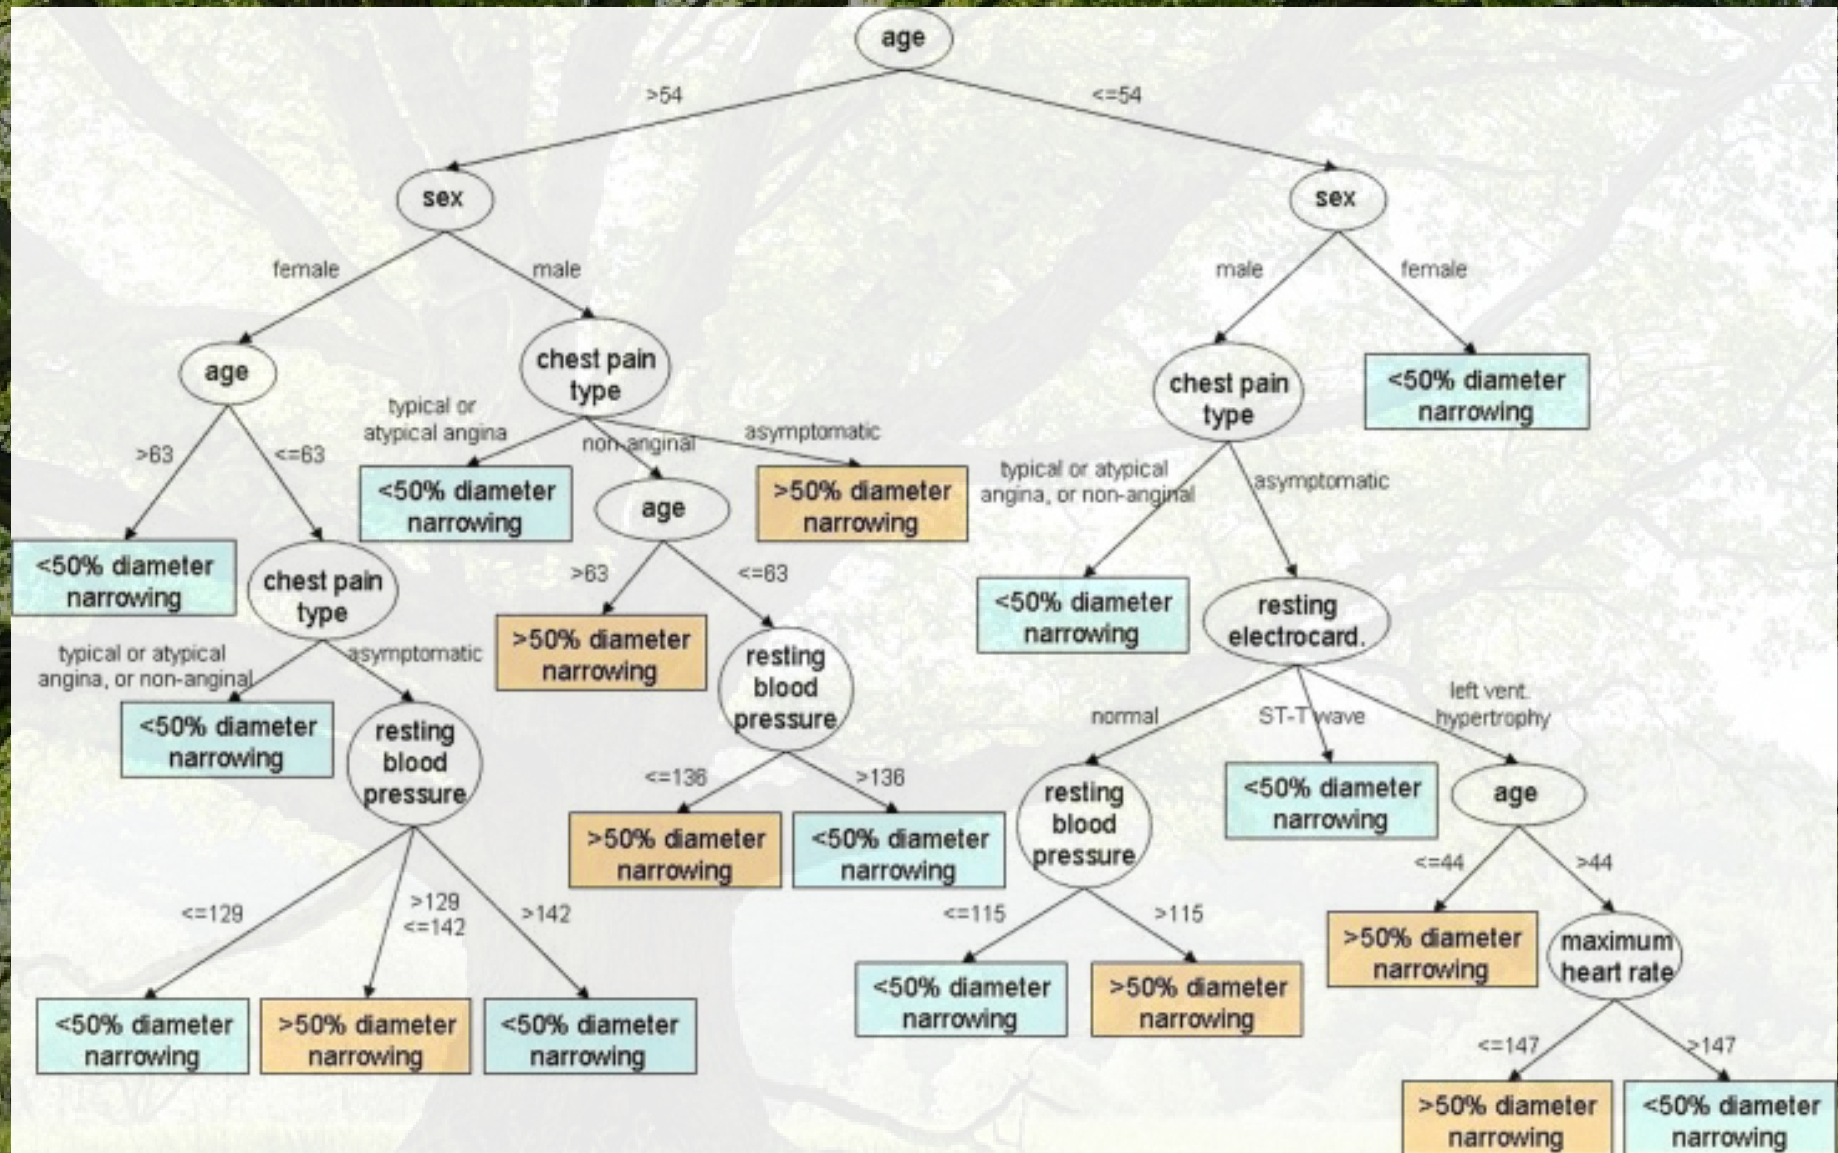 age
>54
<=54
sex
sex
female
male
male
female
age
chest pain
type
chest pain
type
<50% diameter
narrowing
typical or
atypical angina
non-anginal
asymptomatic
>63
<=63
<50% diameter
narrowing
age
>50% diameter
narrowing
typical or atypical
angina, or non-anginal
asymptomatic
<50% diameter
narrowing
chest pain
type
>63
<=63
<50% diameter
narrowing
resting
electrocard.
typical or atypical
angina, or non-anginal
asymptomatic
>50% diameter
narrowing
resting
blood
pressure
<50% diameter
narrowing
resting
blood
pressure
normal
ST-T wave
left vent.
hypertrophy
<=136
>136
resting
blood
pressure
<50% diameter
narrowing
age
>50% diameter
narrowing
<50% diameter
narrowing
<=44
>44
<=129
>129
<=142
>142
<=115
>115
>50% diameter
narrowing
maximum
heart rate
<50% diameter
narrowing
>50% diameter
narrowing
<50% diameter
narrowing
>50% diameter
narrowing
<50% diameter
narrowing
<=147
>147
>50% diameter
narrowing
<50% diameter
narrowing